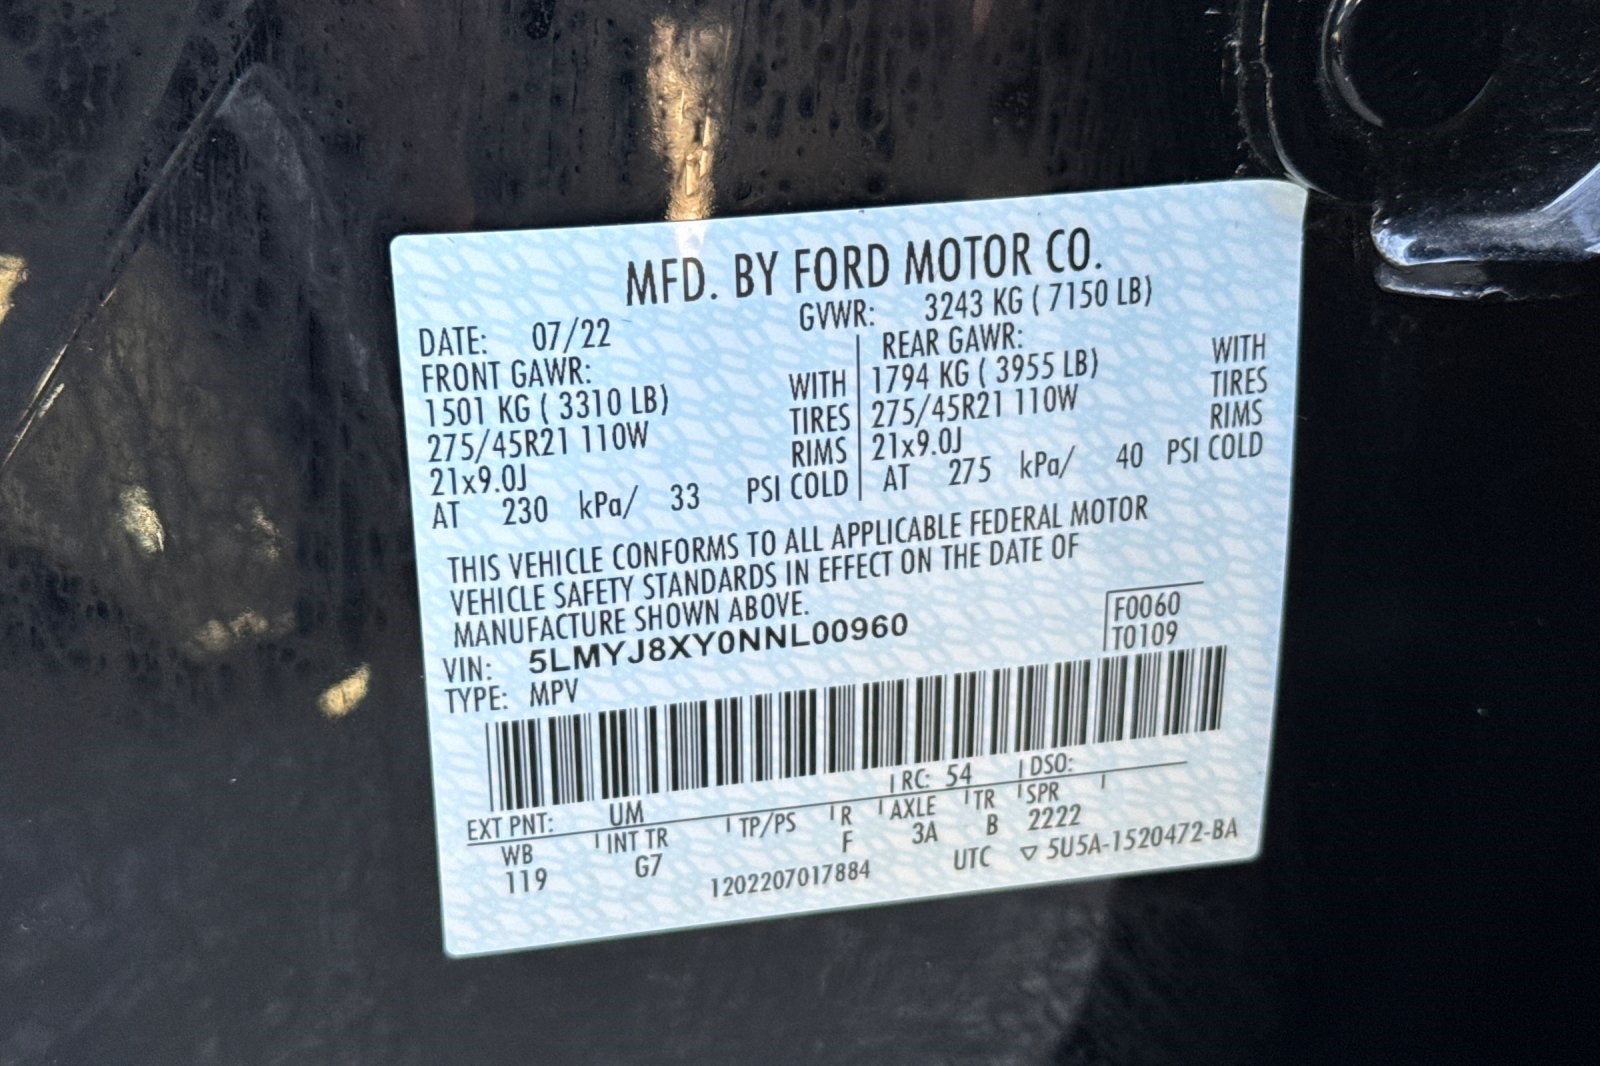 MFD. BY FORD MOTOR CO.
DATE: 07/22 GVWR: 3243 KG ( 7150 LB)
FRONT GAWR: REAR GAWR:
1501 KG ( 3310 LB) WITH 1794 KG ( 3955 LB) WITH
275/45R21 110W TIRES 275/45R21 110W TIRES
21x9.0J RIMS 21x9.0J RIMS
AT 230 kPa/ 33 PSI COLD AT 275 kPa/ 40 PSI COLD
THIS VEHICLE CONFORMS TO ALL APPLICABLE FEDERAL MOTOR
VEHICLE SAFETY STANDARDS IN EFFECT ON THE DATE OF
MANUFACTURE SHOWN ABOVE.
F0060
VIN: 5LMYJ8XY0NNL00960 T0109
TYPE: MPV
EXT PNT: UM RC: 54 DSO:
WB INT TR TP/PS R AXLE TR SPR
119 G7 F 3A B 2222
1202207017884 UTC ▽ 5U5A-1520472-BA